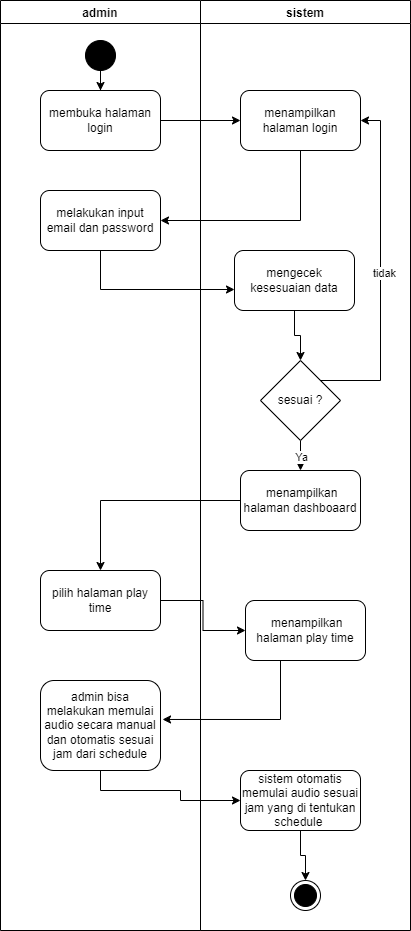 admin
sistem
membuka halaman
login
menampilkan
halaman login
melakukan input
email dan password
mengecek
kesesuaian data
tidak
sesuai ?
Ya
menampilkan
halaman dashboaard
pilih halaman play
time
menampilkan
halaman play time
admin bisa
melakukan memulai
audio secara manual
dan otomatis sesuai
jam dari schedule
sistem otomatis
memulai audio sesuai
jam yang di tentukan
schedule